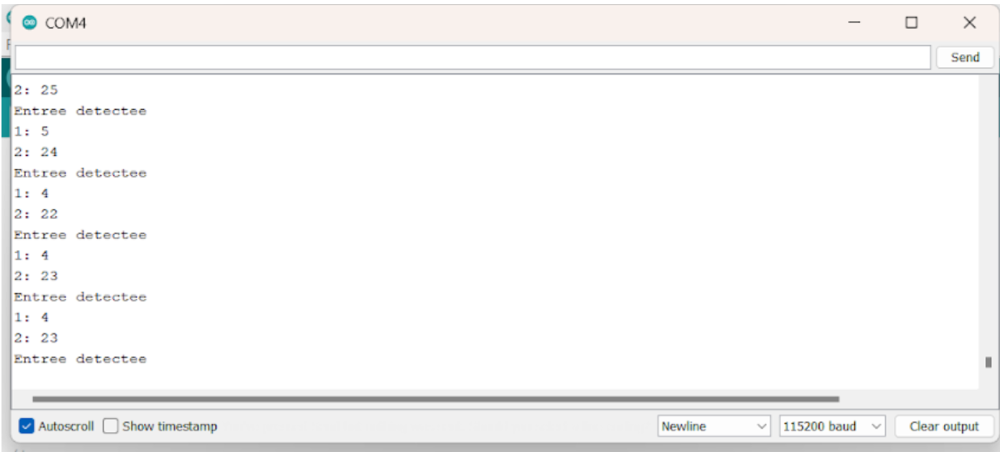 COM4
Send
2: 25
Entree detectee
1: 5
2: 24
Entree detectee
1: 4
2: 22
Entree detectee
1: 4
2: 23
Entree detectee
1: 4
2: 23
Entree detectee
Autoscroll Show timestamp Newline 115200 baud Clear output